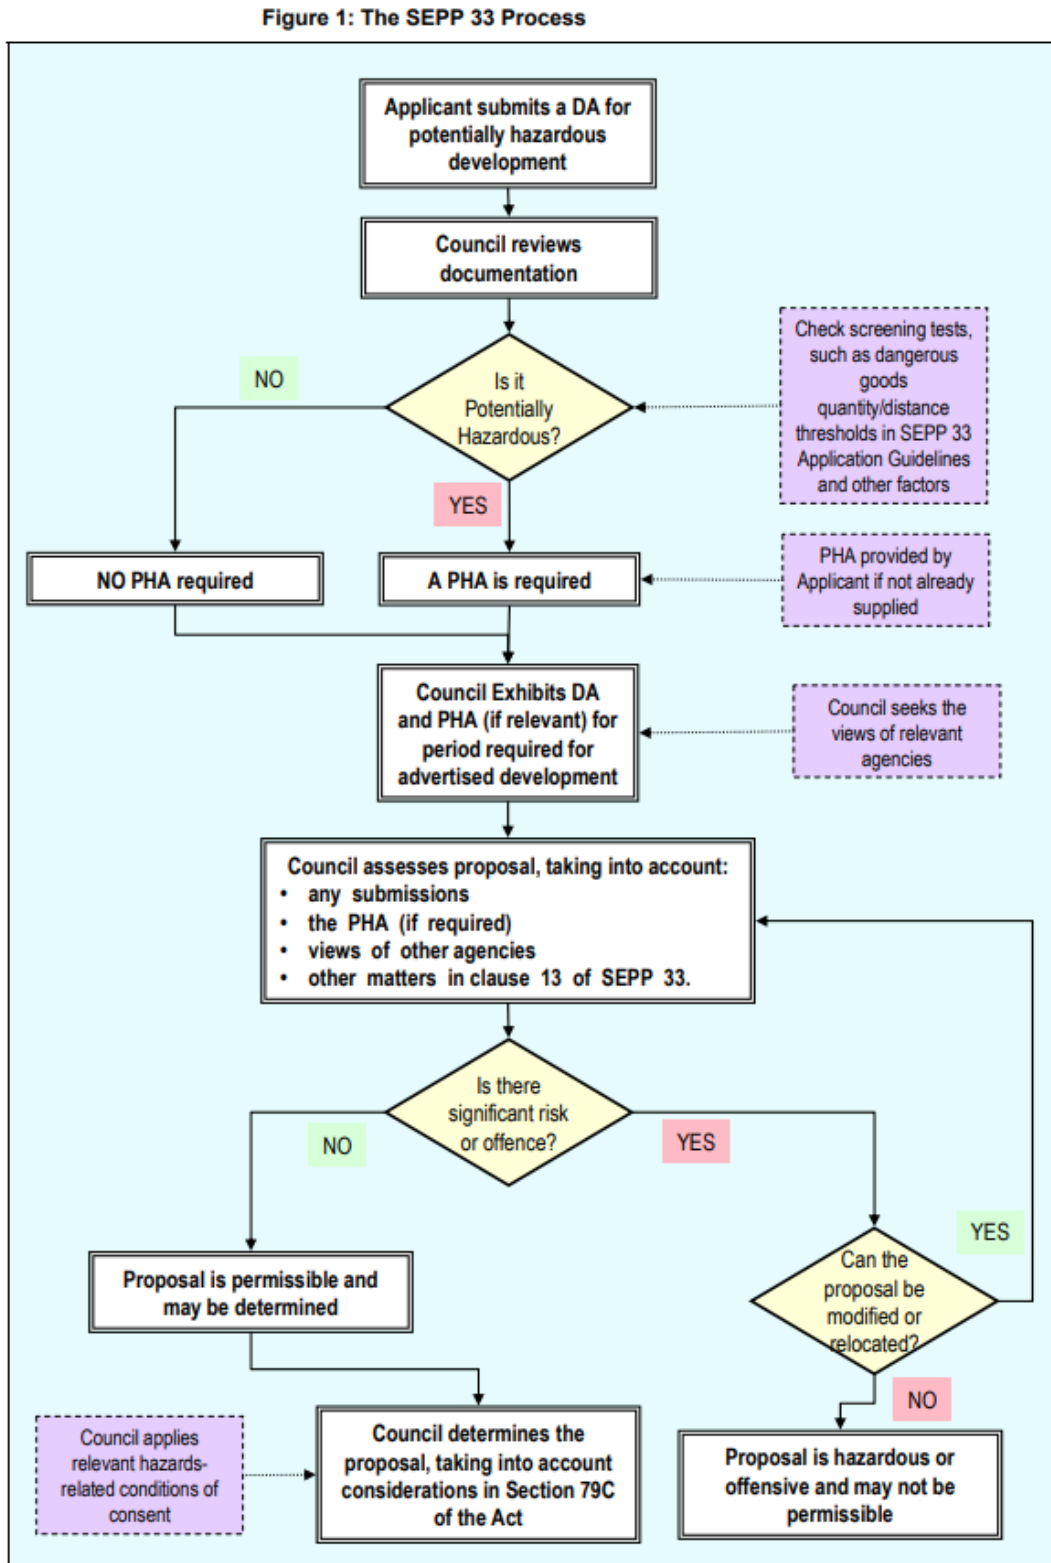 Figure 1: The SEPP 33 Process
Applicant submits a DA for
potentially hazardous
development
Council reviews
documentation
Check screening tests,
such as dangerous
goods
quantity/distance
thresholds in SEPP 33
Application Guidelines
and other factors
NO
Is it
Potentially
Hazardous?
YES
NO PHA required
A PHA is required
PHA provided by
Applicant if not already
supplied
Council Exhibits DA
and PHA (if relevant) for
period required for
advertised development
Council seeks the
views of relevant
agencies
Council assesses proposal, taking into account:
• any submissions
• the PHA (if required)
• views of other agencies
• other matters in clause 13 of SEPP 33.
Is there
significant risk
or offence?
NO
YES
YES
Proposal is permissible and
may be determined
Can the
proposal be
modified or
relocated?
NO
Council applies
relevant hazards-
related conditions of
consent
Council determines the
proposal, taking into account
considerations in Section 79C
of the Act
Proposal is hazardous or
offensive and may not be
permissible